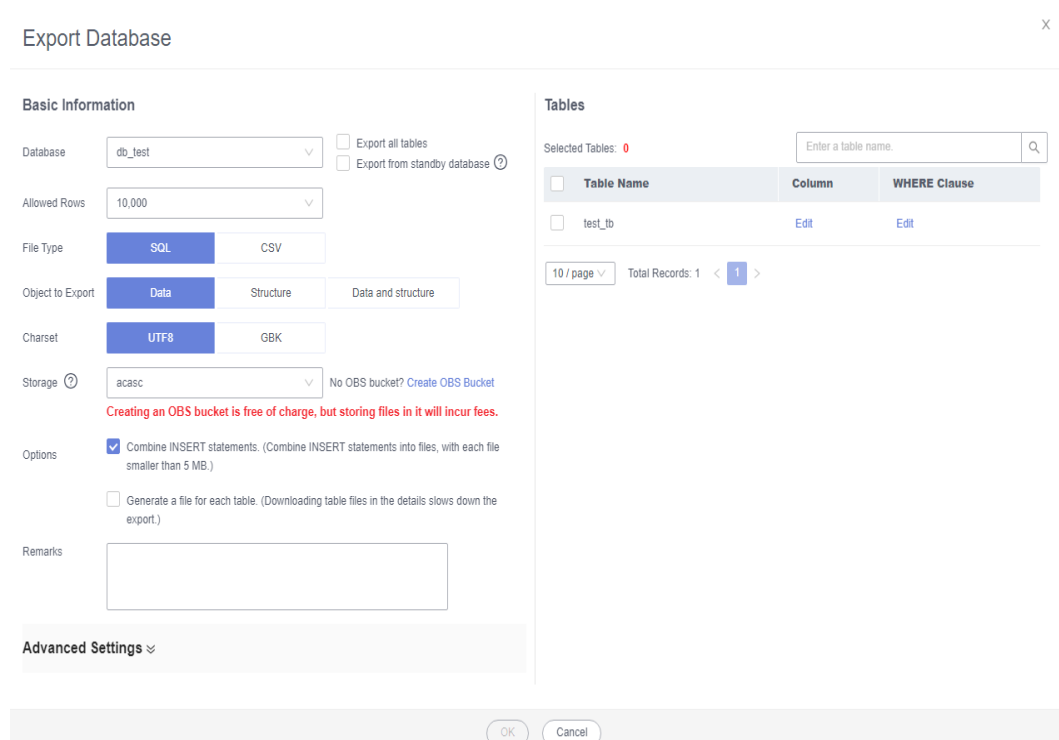 Export Database
X
Basic Information
Database
db_test
Export all tables
Export from standby database ?
Allowed Rows
10,000
File Type
SQL
CSV
Object to Export
Data
Structure
Data and structure
Charset
UTF8
GBK
Storage ?
acasc
No OBS bucket? Create OBS Bucket
Creating an OBS bucket is free of charge, but storing files in it will incur fees.
Options
Combine INSERT statements. (Combine INSERT statements into files, with each file
smaller than 5 MB.)
Generate a file for each table. (Downloading table files in the details slows down the
export.)
Remarks
Advanced Settings
Tables
Selected Tables: 0
Enter a table name.
Table Name
Column
WHERE Clause
test_tb
Edit
Edit
10 / page
Total Records: 1 < 1 >
OK
Cancel